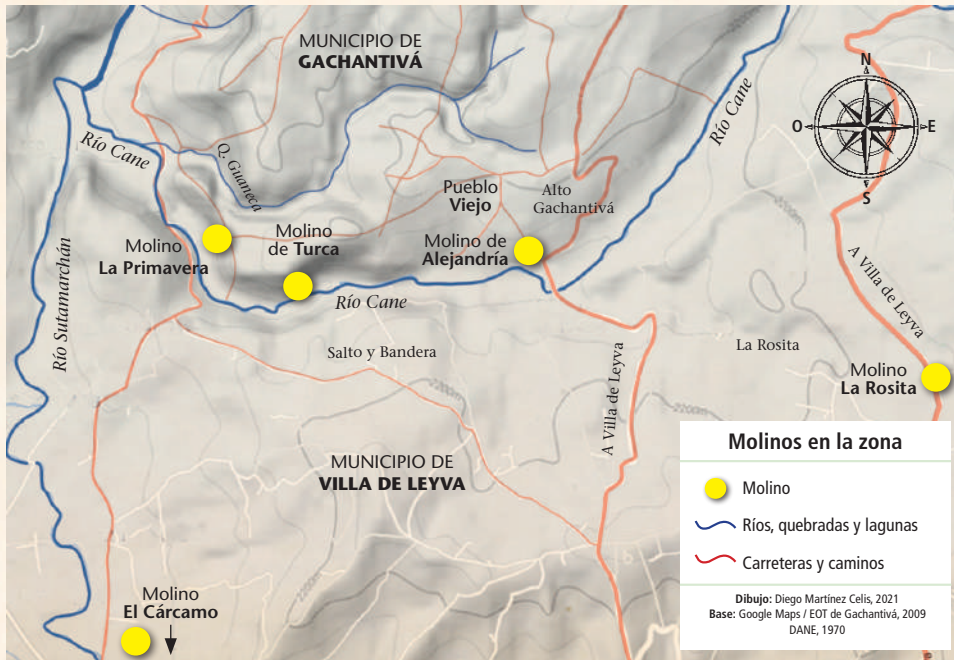 MUNICIPIO DE
GACHANTIVÁ
N
O
E
S
Río Cane
Río Cane
Q. Guaneca
Pueblo
Viejo
Alto
Gachantivá
Molino
La Primavera
Molino
de Turca
Molino de
Alejandría
Río Cane
A Villa de Leyva
Río Sutamarchán
Salto y Bandera
A Villa de Leyva
La Rosita
Molino
La Rosita
MUNICIPIO DE
VILLA DE LEYVA
Molino
El Cárcamo
Molinos en la zona
Molino
Ríos, quebradas y lagunas
Carreteras y caminos
Dibujo: Diego Martínez Celis, 2021
Base: Google Maps / EOT de Gachantivá, 2009
DANE, 1970